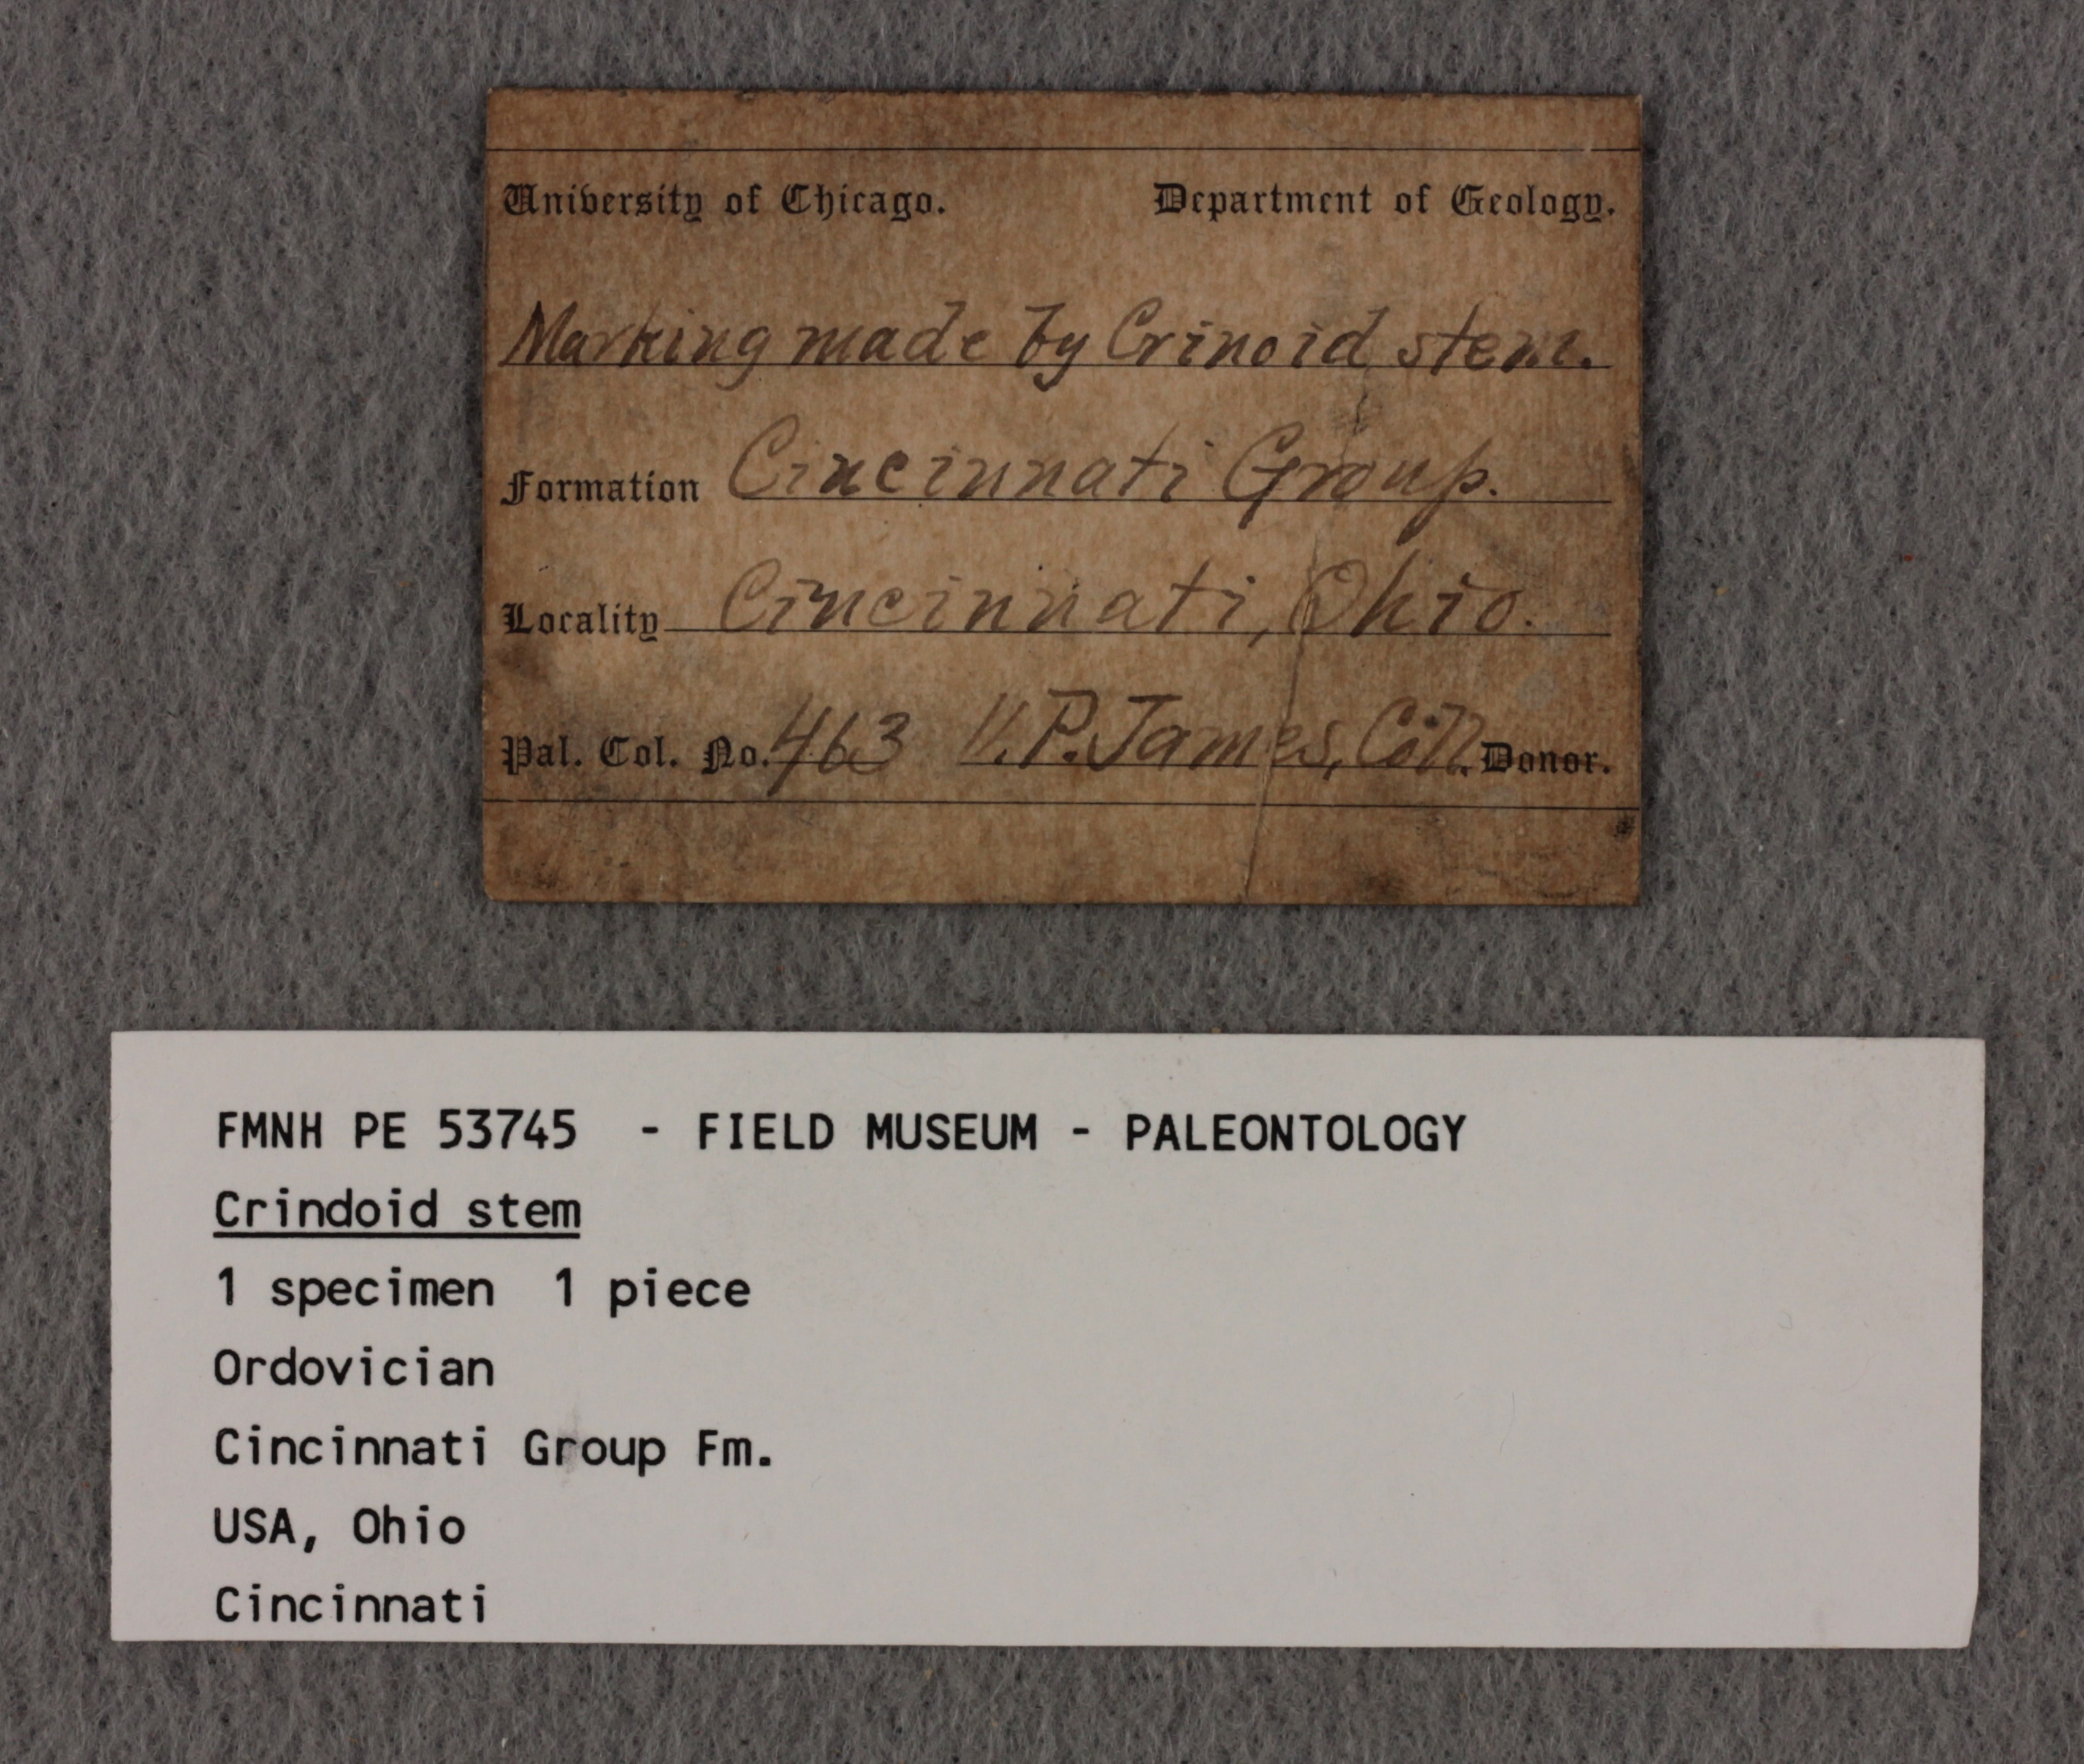 University of Chicago. Department of Geology.
Marking made by Crinoid stem.
Formation Cincinnati Group.
Locality Cincinnati, Ohio.
Pal. Col. No. 463 U.P. James, Coll. Donor.
FMNH PE 53745 - FIELD MUSEUM - PALEONTOLOGY
Crindoid stem
1 specimen 1 piece
Ordovician
Cincinnati Group Fm.
USA, Ohio
Cincinnati